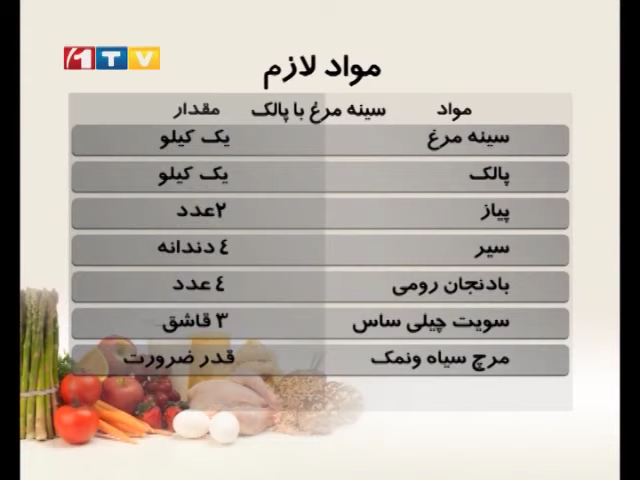 1TV
مواد لازم
مواد سینه مرغ با پالک مقدار
سینه مرغ یک کیلو
پالک یک کیلو
پیاز ۲عدد
سیر ٤ دندانه
بادنجان رومی ٤ عدد
سویت چیلی ساس ۳ قاشق
مرچ سیاه ونمک قدر ضرورت